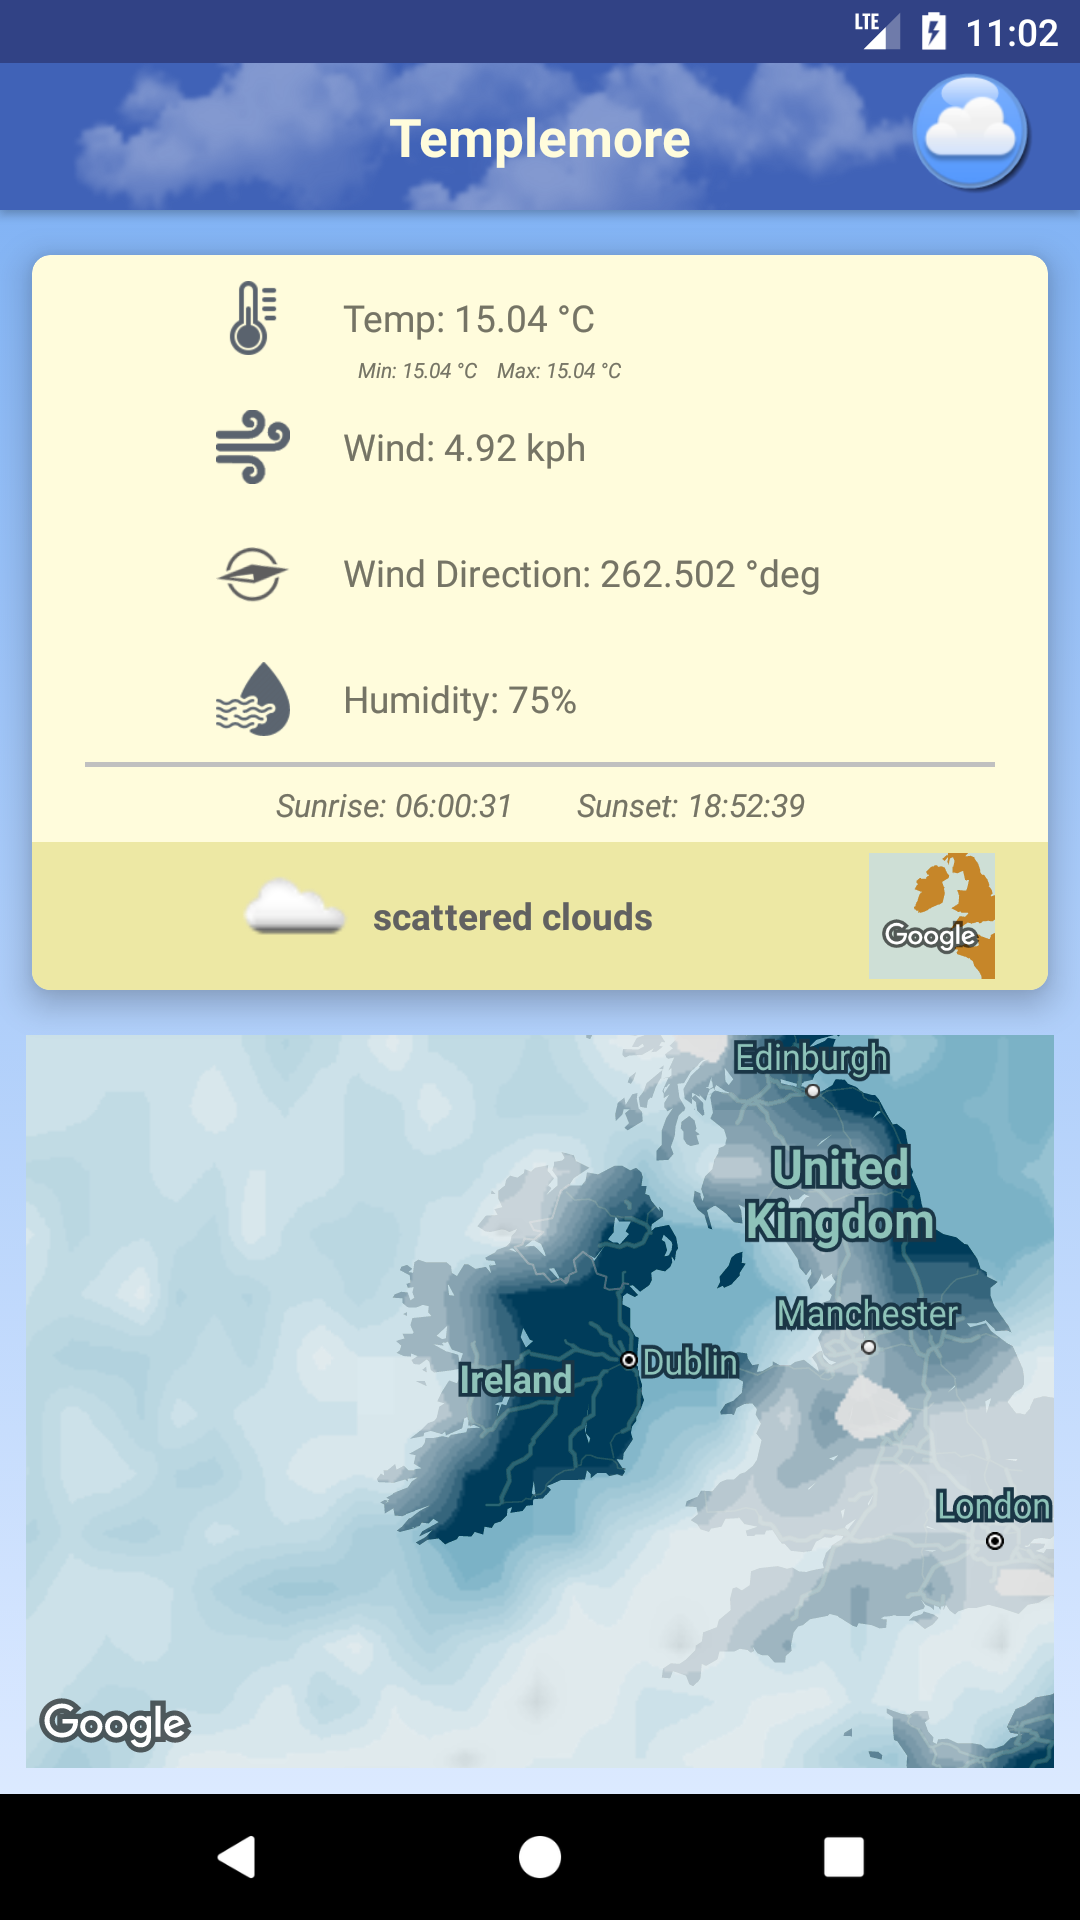 LTE 11:02
Templemore
Temp: 15.04 °C
Min: 15.04 °C Max: 15.04 °C
Wind: 4.92 kph
Wind Direction: 262.502 °deg
Humidity: 75%
Sunrise: 06:00:31 Sunset: 18:52:39
scattered clouds
Google
Edinburgh
United
Kingdom
Manchester
Dublin
Ireland
London
Google